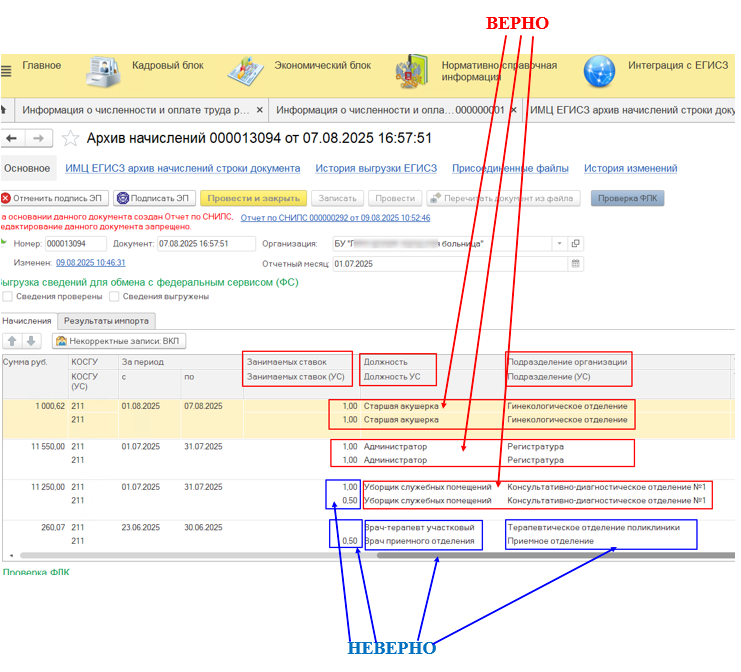 ВЕРНО
Главное
Кадровый блок
Экономический блок
Нормативно-справочная
информация
Интеграция с ЕГИСЗ
Информация о численности и оплате труда р... ×
Информация о численности и опла...000000001 ×
ИМЦ ЕГИСЗ архив начислений строки доку
Архив начислений 000013094 от 07.08.2025 16:57:51
Основное
ИМЦ ЕГИСЗ архив начислений строки документа
История выгрузки ЕГИСЗ
Присоединенные файлы
История изменений
Отменить подпись ЭП
Подписать ЭП
Провести и закрыть
Записать
Провести
Перечитать документ из файла
Проверка ФЛК
а основании данного документа создан Отчет по СНИПС,
едактирование данного документа запрещено.
Отчет по СНИПС 000000292 от 09.08.2025 10:52:46
Номер: 000013094 Документ: 07.08.2025 16:57:51 Организация: БУ "Г больница"
Изменен: 09.08.2025 10:46:31 Отчетный месяц: 01.07.2025
ыгрузка сведений для обмена с федеральным сервисом (ФС)
Сведения проверены Сведения выгружены
Начисления Результаты импорта
Некорректные записи: ВКЛ
Сумма руб. КОСГУ За период Занимаемых ставок Должность Подразделение организации
КОСГУ (УС) с по Занимаемых ставок (УС) Должность УС Подразделение (УС)
1 000,62 211 01.08.2025 07.08.2025 1,00 Старшая акушерка Гинекологическое отделение
211 1,00 Старшая акушерка Гинекологическое отделение
11 550,00 211 01.07.2025 31.07.2025 1,00 Администратор Регистратура
211 1,00 Администратор Регистратура
11 250,00 211 01.07.2025 31.07.2025 1,00 Уборщик служебных помещений Консультативно-диагностическое отделение №1
211 0,50 Уборщик служебных помещений Консультативно-диагностическое отделение №1
260,07 211 23.06.2025 30.06.2025 Врач-терапевт участковый Терапевтическое отделение поликлиники
211 0.50 Врач приемного отделения Приемное отделение
Проверка ФЛК
НЕВЕРНО